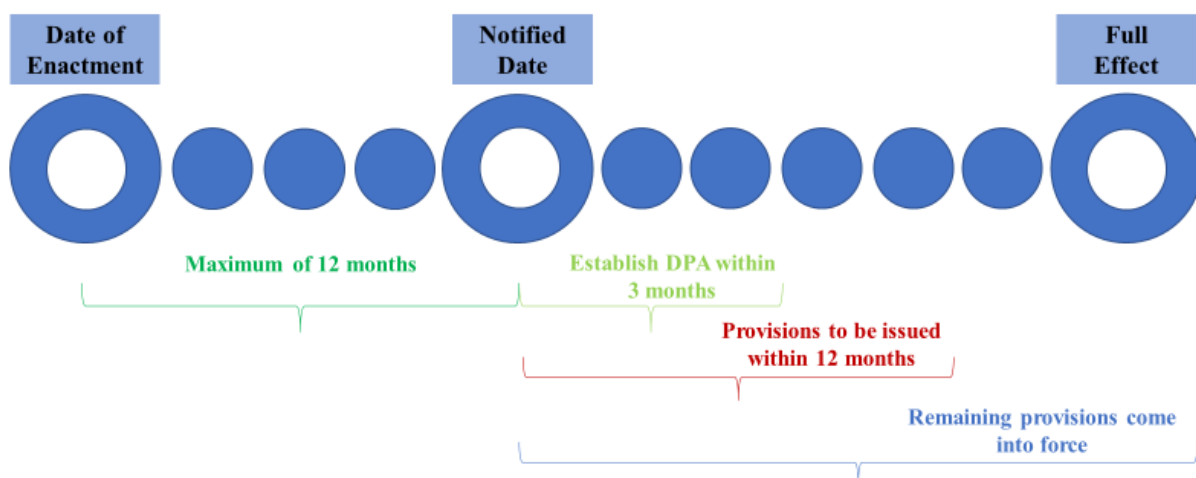 Date of
Enactment
Notified
Date
Full
Effect
Maximum of 12 months
Establish DPA within
3 months
Provisions to be issued
within 12 months
Remaining provisions come
into force